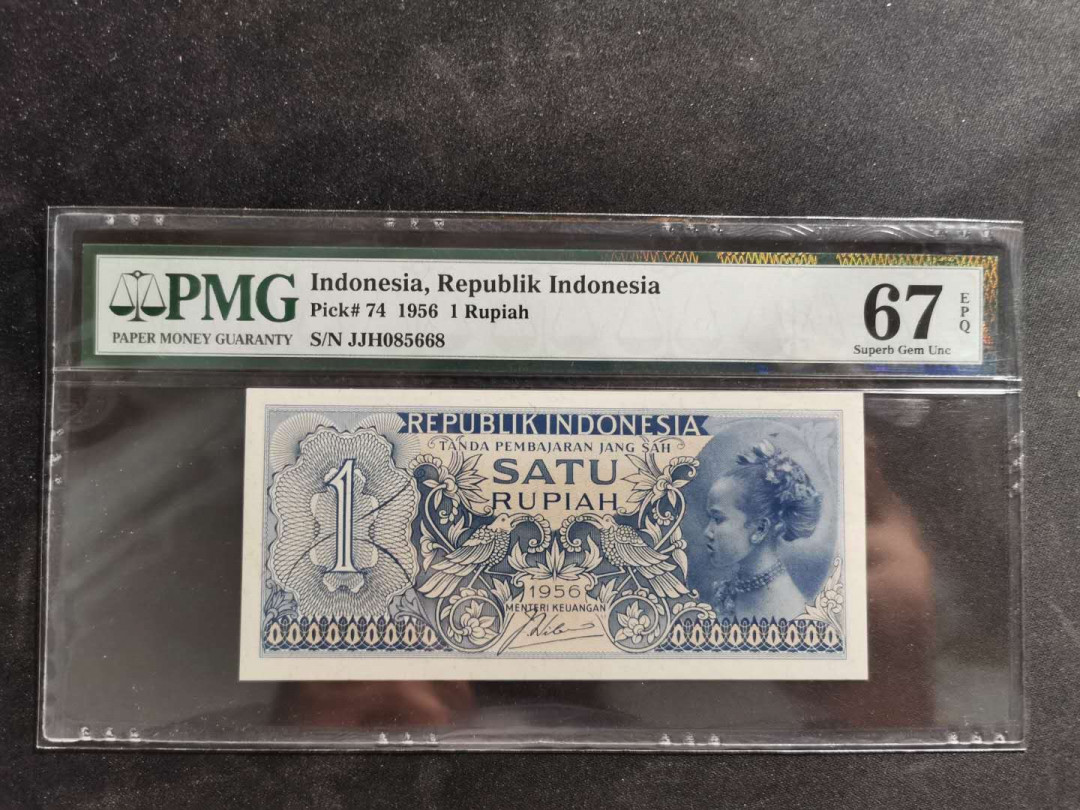 PMG
PAPER MONEY GUARANTY
Indonesia, Republik Indonesia
Pick# 74 1956 1 Rupiah
S/N JJH085668
67
EPQ
Superb Gem Unc
REPUBLIK INDONESIA
TANDA PEMBAJARAN JANG SAH
SATU
RUPIAH
1
1956
MENTERI KEUANGAN